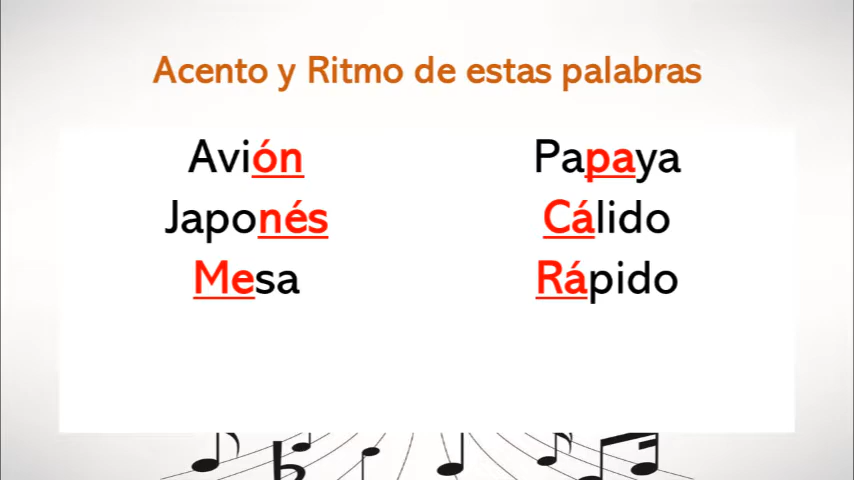 Acento y Ritmo de estas palabras
Avión
Japonés
Mesa
Papaya
Cálido
Rápido